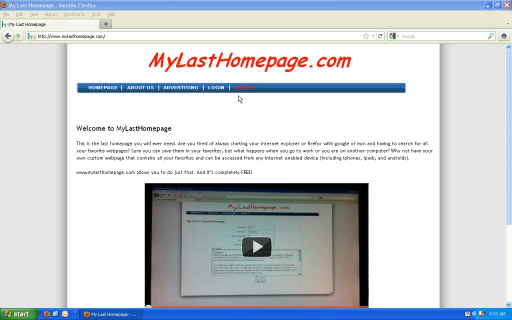 My Last Homepage - Mozilla Firefox
File Edit View History Bookmarks Tools Help
My Last Homepage
http://www.mylasthomepage.com/
Google
MyLastHomepage.com
HOMEPAGE | ABOUT US | ADVERTISING | LOGIN |
Welcome to MyLastHomepage
This is the last homepage you will ever need. Are you tired of always starting your internet explorer or firefox with google or msn and having to search for all
your favorite webpages? Sure you can save them in your favorites, but what happens when you go to work or you are on another computer? Why not have your
own custom webpage that contains all your favorites and can be accessed from any internet enabled device (including iphones, ipads, and androids).
www.mylasthomepage.com allows you to do just that. And it's completely FREE!
MyLastHomepage.com
start
My Last Homepage - ...
6:53 AM